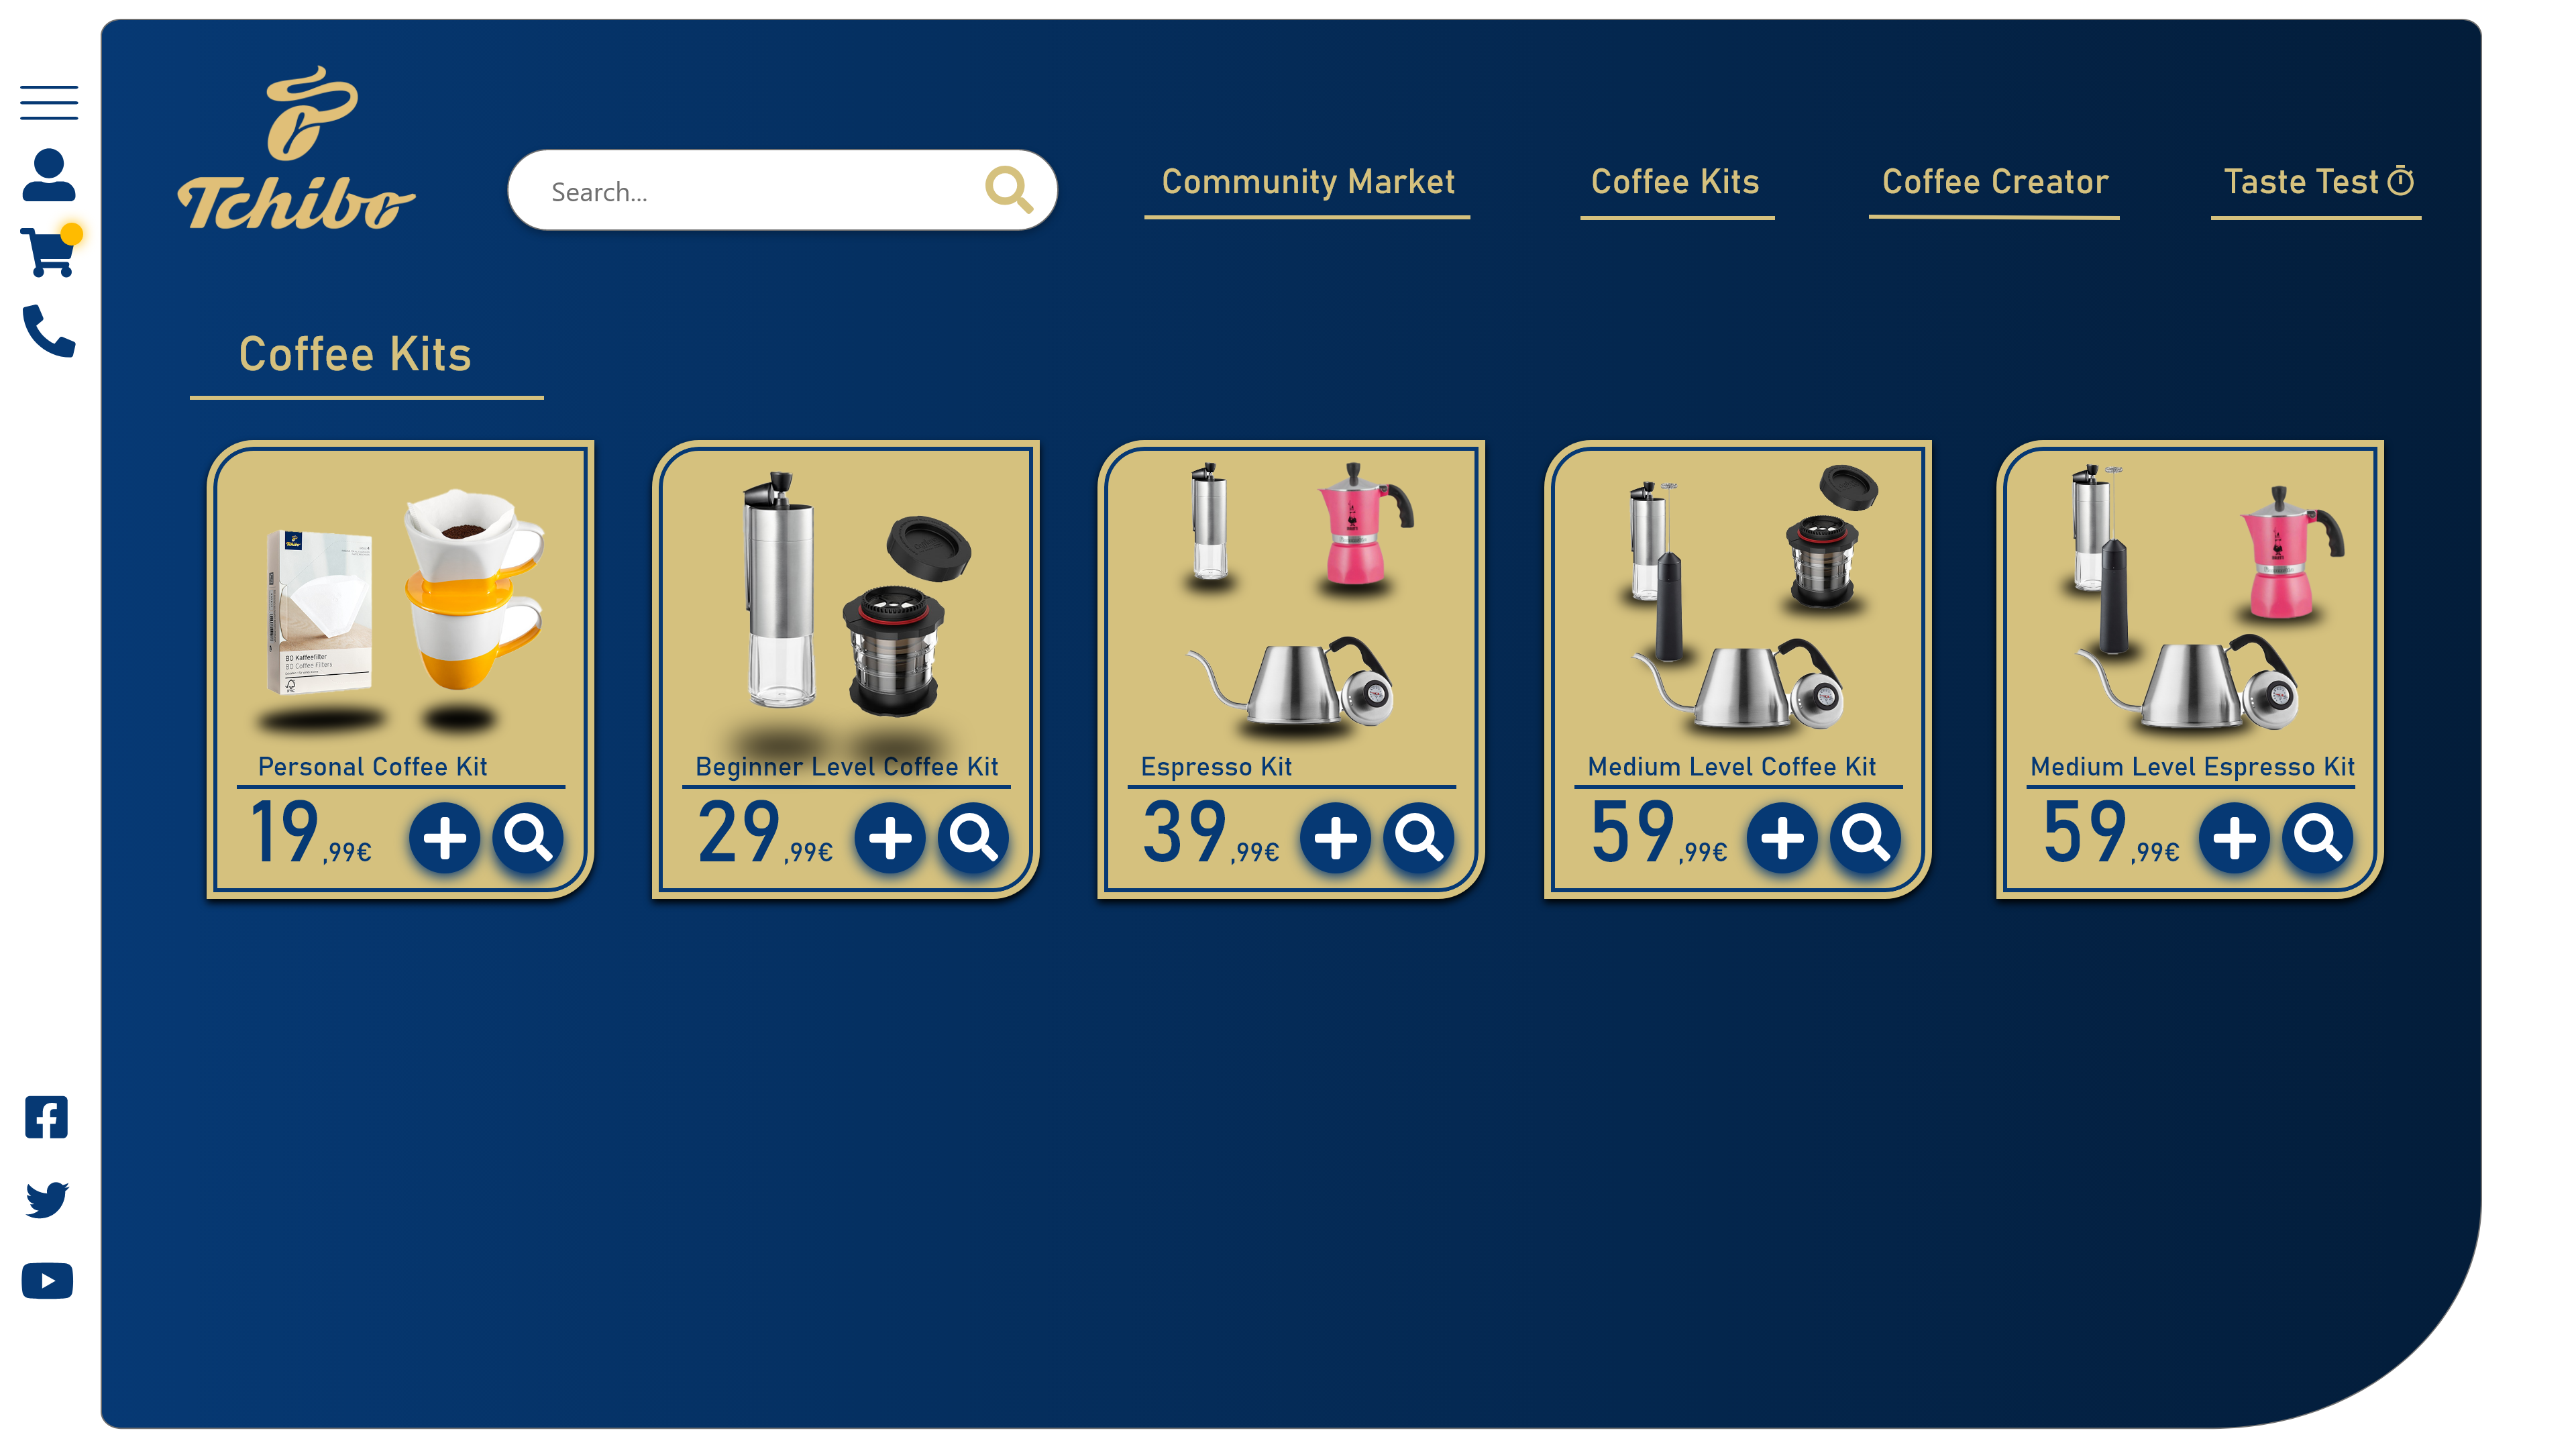 Tchibo
Search...
Community Market
Coffee Kits
Coffee Creator
Taste Test
Coffee Kits
80 Kaffeefilter
80 Coffee Filters
Personal Coffee Kit
19,99€
Beginner Level Coffee Kit
29,99€
Espresso Kit
39,99€
Medium Level Coffee Kit
59,99€
Medium Level Espresso Kit
59,99€